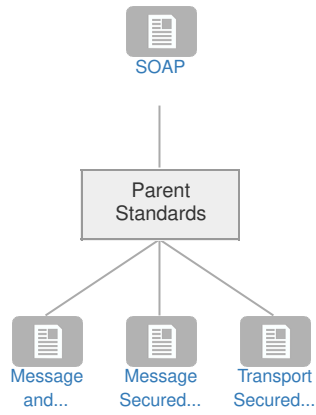 SOAP
Parent
Standards
Message
and...
Message
Secured...
Transport
Secured...